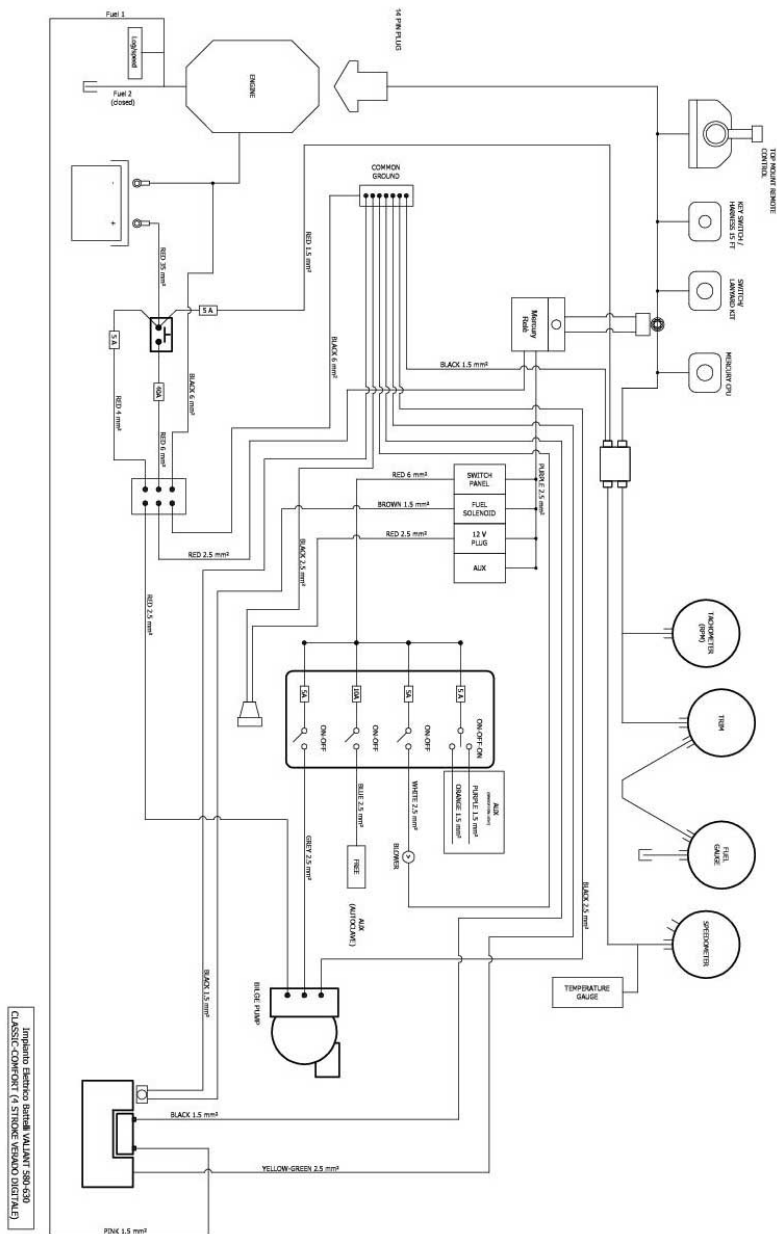 Fuel 1
Log/speed
Fuel 2
(closed)
ENGINE
14 PIN PLUG
TOP MOUNT REMOTE
CONTROL
KEY SWITCH /
HARNESS 15 FT
SWITCH/
LANYARD KIT
MERCURY CPU
COMMON
GROUND
-
+
RED 35 mm²
RED 1.5 mm²
5 A
5 A
40A
BLACK 6 mm²
RED 4 mm²
RED 6 mm²
BLACK 6 mm²
Mercury
Relè
BLACK 1.5 mm²
RED 6 mm²
BROWN 1.5 mm²
RED 2.5 mm²
SWITCH
PANEL
FUEL
SOLENOID
12 V
PLUG
AUX
PURPLE 2.5 mm²
RED 2.5 mm²
BLACK 2.5 mm²
RED 2.5 mm²
TACHOMETER
(RPM)
TRIM
FUEL
GAUGE
SPEEDOMETER
TEMPERATURE
GAUGE
5A
10A
5A
5 A
ON-OFF
ON-OFF
ON-OFF
ON-OFF-ON
GREY 2.5 mm²
BLUE 2.5 mm²
WHITE 2.5 mm²
ORANGE 1.5 mm²
PURPLE 1.5 mm²
AUX
FREE
AUX
(AUTOCLAVE)
BLOWER
BLACK 2.5 mm²
BILGE PUMP
BLACK 1.5 mm²
BLACK 1.5 mm²
YELLOW-GREEN 2.5 mm²
PINK 1.5 mm²
Impianto Elettrico Battelli VALIANT 580-630
CLASSIC-COMFORT (4 STROKE VERADO DIGITALE)